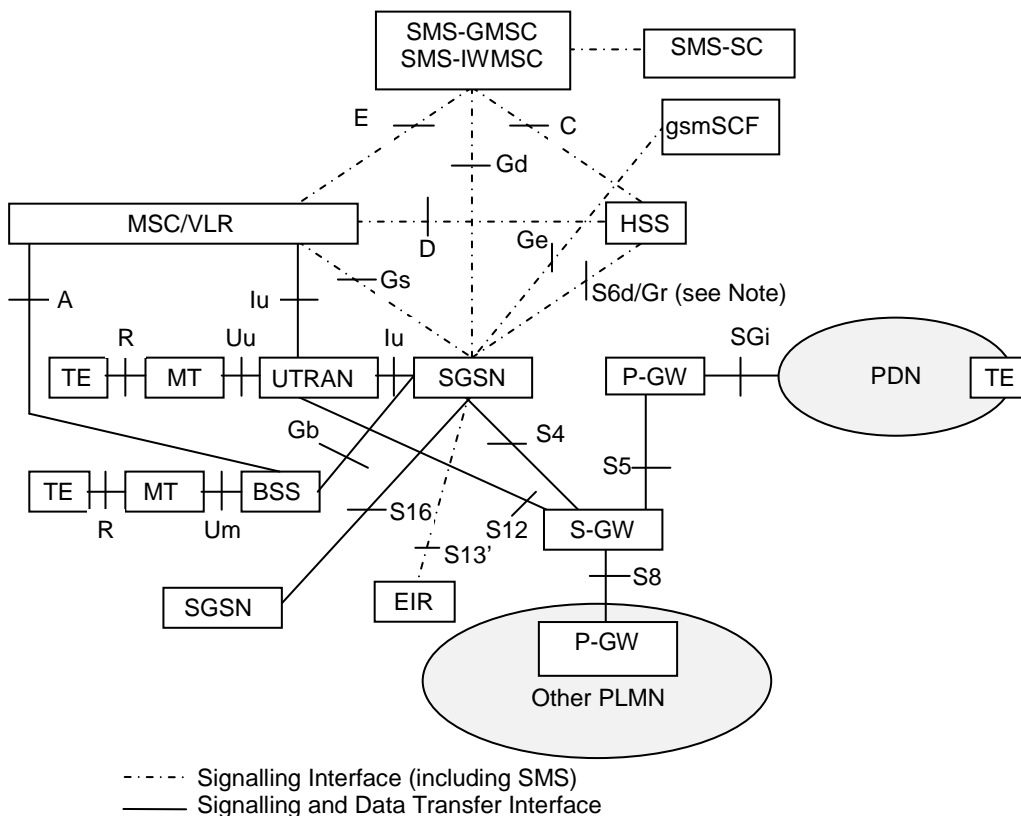 SMS-GMSC
SMS-IWMSC
SMS-SC
E
C
gsmSCF
Gd
MSC/VLR
HSS
D
Ge
Gs
S6d/Gr (see Note)
A
Iu
SGi
R
Uu
Iu
TE
MT
UTRAN
SGSN
P-GW
PDN
TE
Gb
S4
S5
TE
MT
BSS
R
Um
S16
S12
S-GW
S13’
S8
SGSN
EIR
P-GW
Other PLMN
Signalling Interface (including SMS)
Signalling and Data Transfer Interface